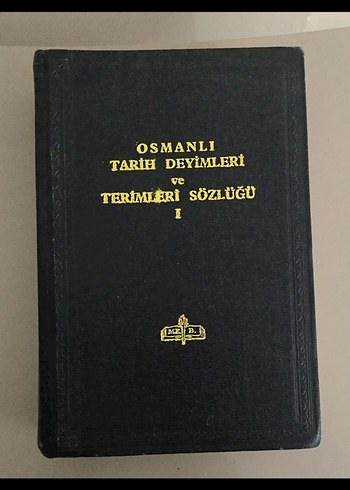 OSMANLI
TARİH DEYİMLERİ
ve
TERİMLERİ SÖZLÜĞÜ
I
M.E. B.